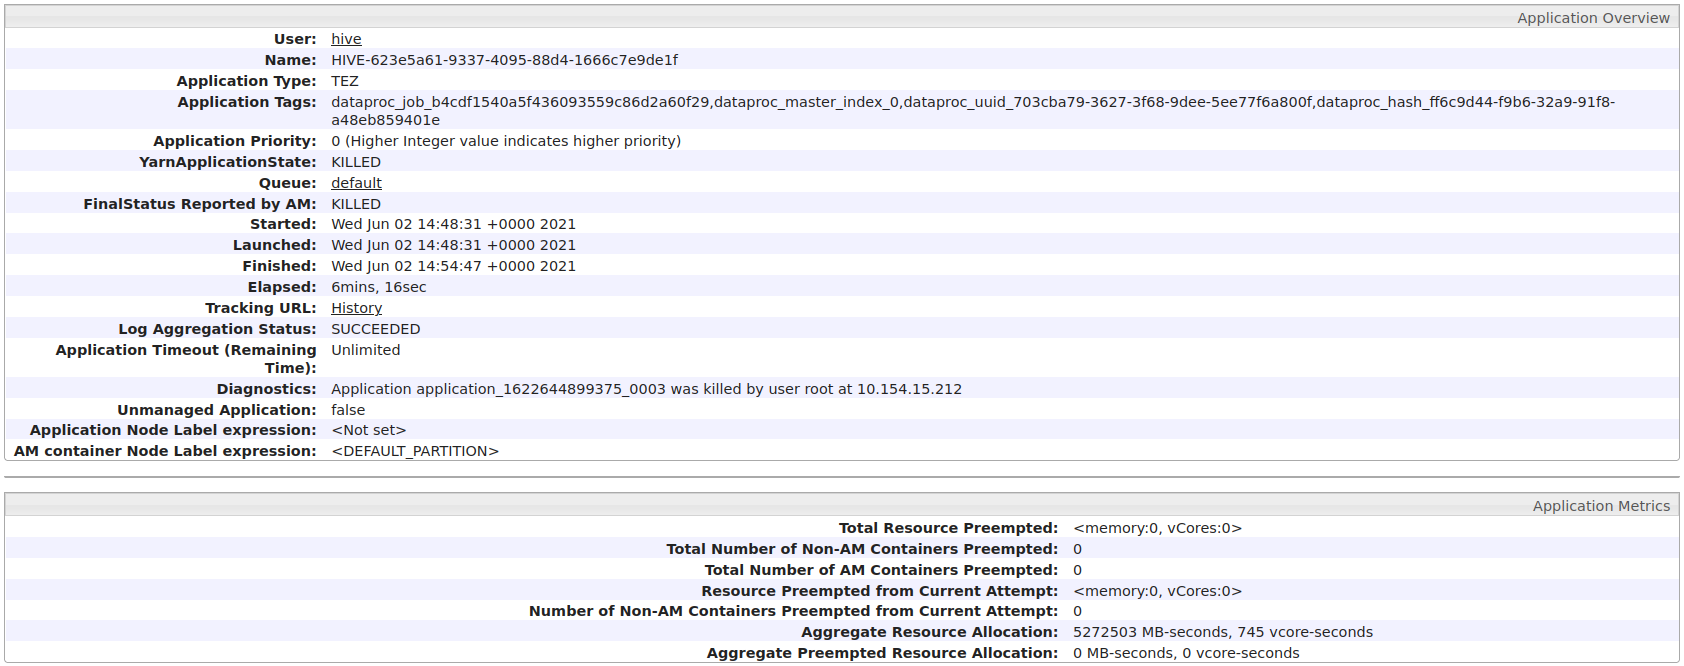 Application Overview
User: hive
Name: HIVE-623e5a61-9337-4095-88d4-1666c7e9de1f
Application Type: TEZ
Application Tags: dataproc_job_b4cdf1540a5f436093559c86d2a60f29,dataproc_master_index_0,dataproc_uuid_703cba79-3627-3f68-9dee-5ee77f6a800f,dataproc_hash_ff6c9d44-f9b6-32a9-91f8-
a48eb859401e
Application Priority: 0 (Higher Integer value indicates higher priority)
YarnApplicationState: KILLED
Queue: default
FinalStatus Reported by AM: KILLED
Started: Wed Jun 02 14:48:31 +0000 2021
Launched: Wed Jun 02 14:48:31 +0000 2021
Finished: Wed Jun 02 14:54:47 +0000 2021
Elapsed: 6mins, 16sec
Tracking URL: History
Log Aggregation Status: SUCCEEDED
Application Timeout (Remaining Unlimited
Time):
Diagnostics: Application application_1622644899375_0003 was killed by user root at 10.154.15.212
Unmanaged Application: false
Application Node Label expression: <Not set>
AM container Node Label expression: <DEFAULT_PARTITION>
Application Metrics
Total Resource Preempted: <memory:0, vCores:0>
Total Number of Non-AM Containers Preempted: 0
Total Number of AM Containers Preempted: 0
Resource Preempted from Current Attempt: <memory:0, vCores:0>
Number of Non-AM Containers Preempted from Current Attempt: 0
Aggregate Resource Allocation: 5272503 MB-seconds, 745 vcore-seconds
Aggregate Preempted Resource Allocation: 0 MB-seconds, 0 vcore-seconds